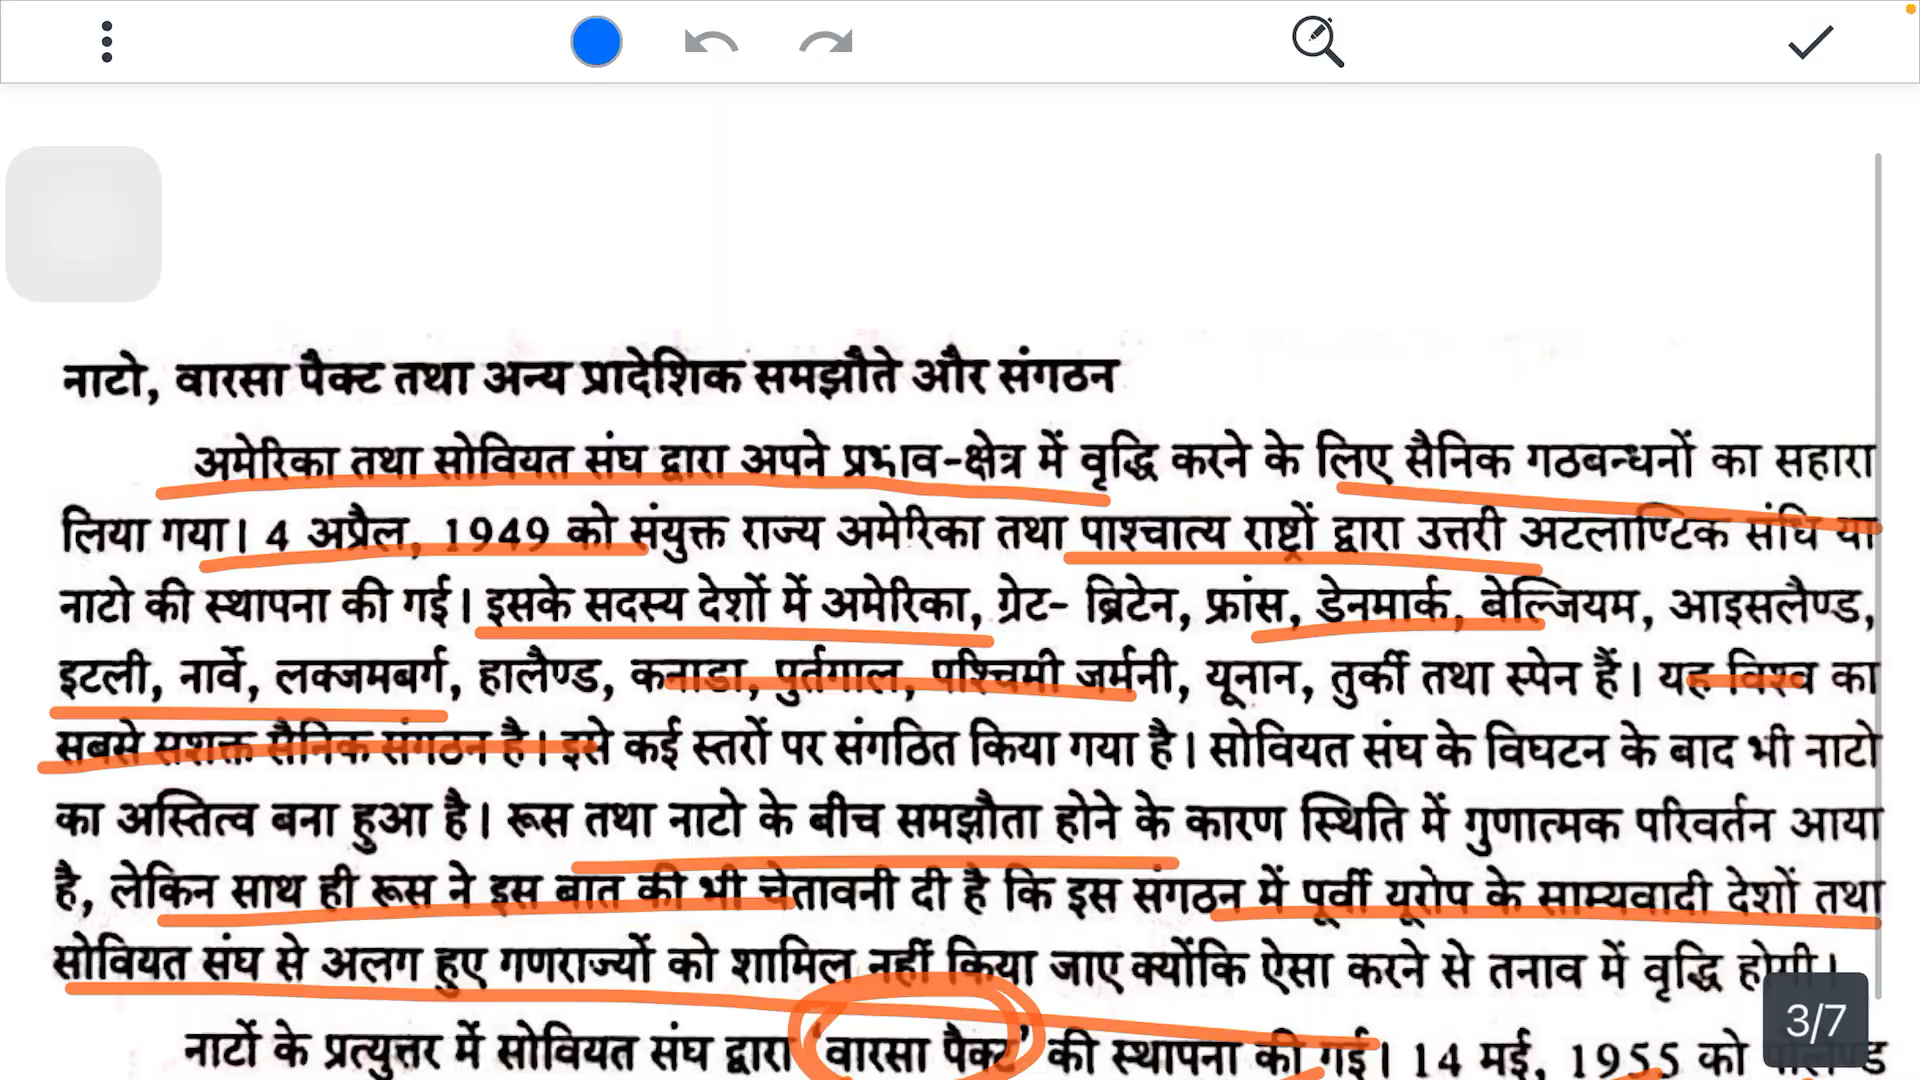 नाटो, वारसा पैक्ट तथा अन्य प्रादेशिक समझौते और संगठन
अमेरिका तथा सोवियत संघ द्वारा अपने प्रभाव-क्षेत्र में वृद्धि करने के लिए सैनिक गठबन्धनों का सहारा
लिया गया। 4 अप्रैल, 1949 को संयुक्त राज्य अमेरिका तथा पाश्चात्य राष्ट्रों द्वारा उत्तरी अटलाण्टिक संधि या
नाटो की स्थापना की गई। इसके सदस्य देशों में अमेरिका, ग्रेट- ब्रिटेन, फ्रांस, डेनमार्क, बेल्जियम, आइसलैण्ड,
इटली, नार्वे, लक्जमबर्ग, हालैण्ड, कनाडा, पुर्तगाल, पश्चिमी जर्मनी, यूनान, तुर्की तथा स्पेन हैं। यह विश्व का
सबसे सशक्त सैनिक संगठन है। इसे कई स्तरों पर संगठित किया गया है। सोवियत संघ के विघटन के बाद भी नाटो
का अस्तित्व बना हुआ है। रूस तथा नाटो के बीच समझौता होने के कारण स्थिति में गुणात्मक परिवर्तन आया
है, लेकिन साथ ही रूस ने इस बात की भी चेतावनी दी है कि इस संगठन में पूर्वी यूरोप के साम्यवादी देशों तथा
सोवियत संघ से अलग हुए गणराज्यों को शामिल नहीं किया जाए क्योंकि ऐसा करने से तनाव में वृद्धि होगी।
3/7
नाटों के प्रत्युत्तर में सोवियत संघ द्वारा 'वारसा पैक्ट' की स्थापना की गई। 14 मई, 1955 को